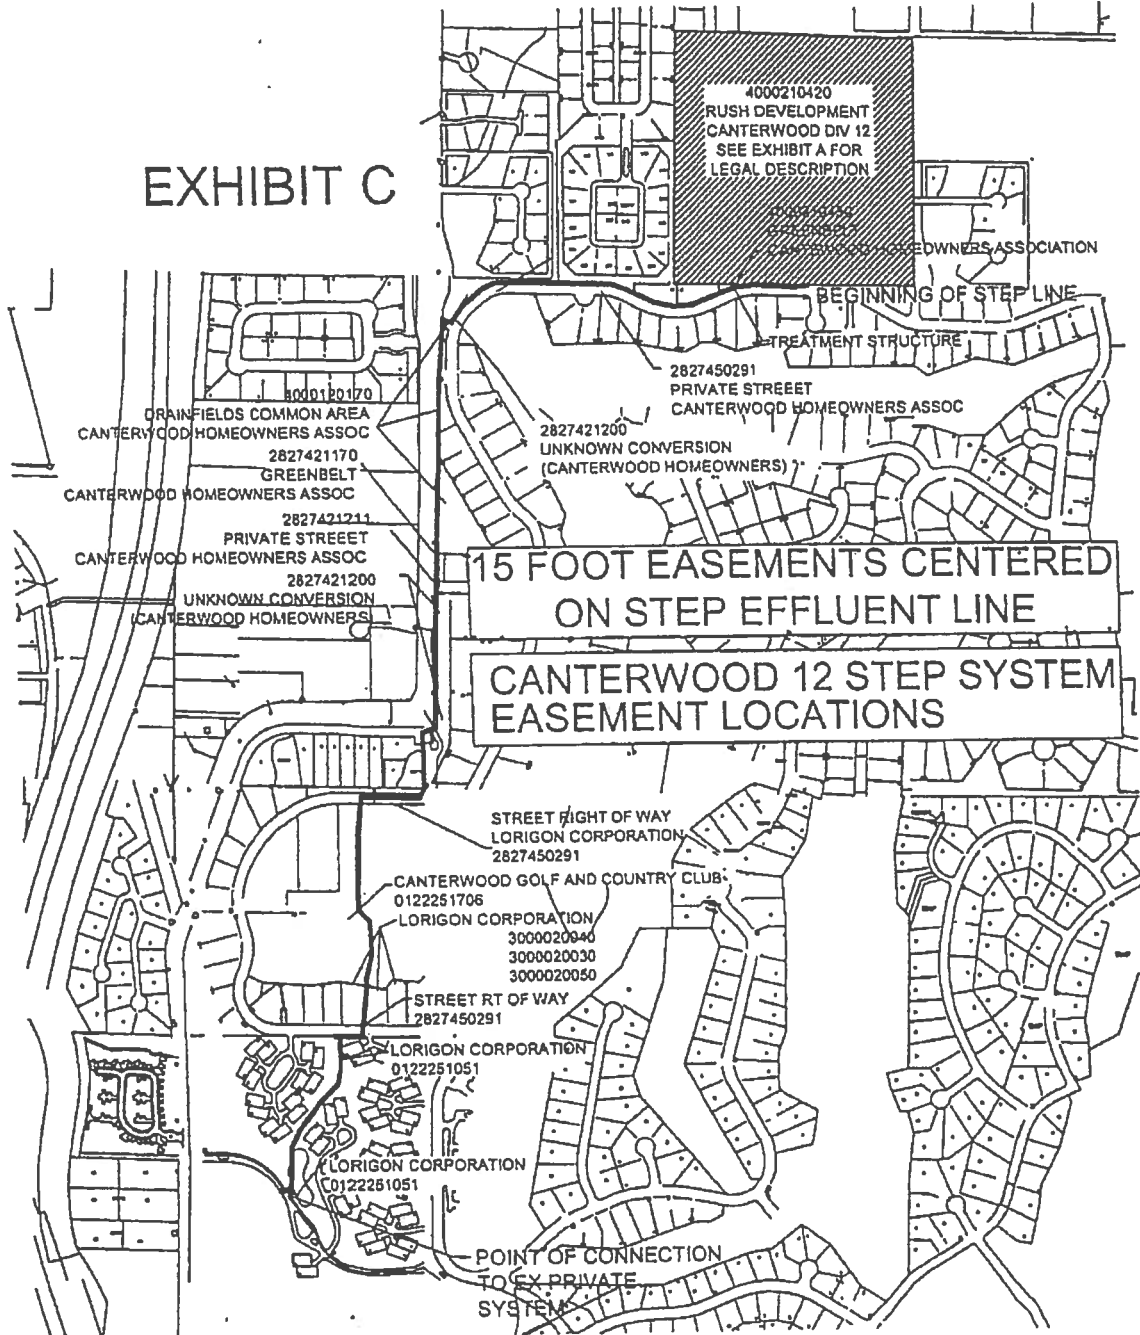 EXHIBIT C
4000210420
RUSH DEVELOPMENT
CANTERWOOD DIV 12
SEE EXHIBIT A FOR
LEGAL DESCRIPTION
GREENBELT
CANTERWOOD HOMEOWNERS ASSOCIATION
BEGINNING OF STEP LINE
TREATMENT STRUCTURE
2827450291
PRIVATE STREEET
CANTERWOOD HOMEOWNERS ASSOC
2827421200
UNKNOWN CONVERSION
(CANTERWOOD HOMEOWNERS)
4000120170
DRAINFIELDS COMMON AREA
CANTERWOOD HOMEOWNERS ASSOC
2827421170
GREENBELT
CANTERWOOD HOMEOWNERS ASSOC
2827421211
PRIVATE STREEET
CANTERWOOD HOMEOWNERS ASSOC
2827421200
UNKNOWN CONVERSION
(CANTERWOOD HOMEOWNERS)
15 FOOT EASEMENTS CENTERED
ON STEP EFFLUENT LINE
CANTERWOOD 12 STEP SYSTEM
EASEMENT LOCATIONS
STREET RIGHT OF WAY
LORIGON CORPORATION
2827450291
CANTERWOOD GOLF AND COUNTRY CLUB
0122251706
LORIGON CORPORATION
3000020040
3000020030
3000020050
STREET RT OF WAY
2827450291
LORIGON CORPORATION
0122251051
LORIGON CORPORATION
0122251051
POINT OF CONNECTION
TO EX PRIVATE
SYSTEM